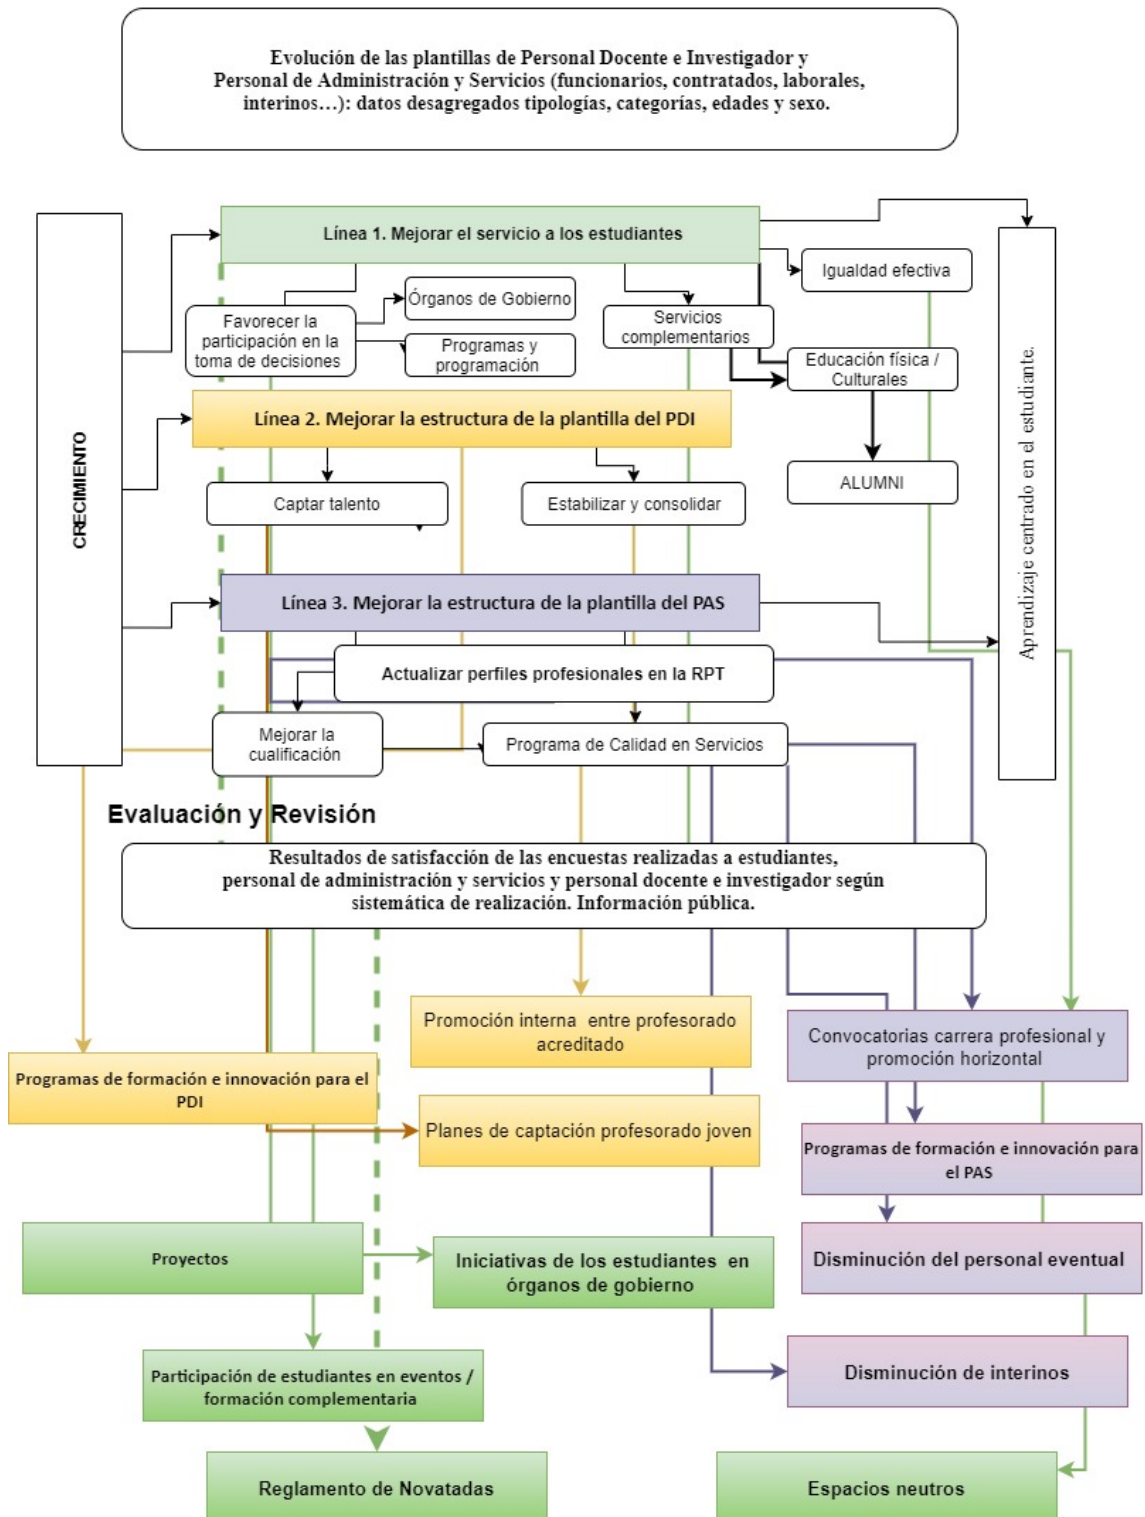 Evolución de las plantillas de Personal Docente e Investigador y
Personal de Administración y Servicios (funcionarios, contratados, laborales,
interinos…): datos desagregados tipologías, categorías, edades y sexo.
CRECIMIENTO
Línea 1. Mejorar el servicio a los estudiantes
Igualdad efectiva
Órganos de Gobierno
Favorecer la
participación en la
toma de decisiones
Servicios
complementarios
Programas y
programación
Educación física /
Culturales
Línea 2. Mejorar la estructura de la plantilla del PDI
ALUMNI
Captar talento
Estabilizar y consolidar
Aprendizaje centrado en el estudiante.
Línea 3. Mejorar la estructura de la plantilla del PAS
Actualizar perfiles profesionales en la RPT
Mejorar la
cualificación
Programa de Calidad en Servicios
Evaluación y Revisión
Resultados de satisfacción de las encuestas realizadas a estudiantes,
personal de administración y servicios y personal docente e investigador según
sistemática de realización. Información pública.
Promoción interna entre profesorado
acreditado
Convocatorias carrera profesional y
promoción horizontal
Programas de formación e innovación para el
PDI
Planes de captación profesorado joven
Programas de formación e innovación para
el PAS
Proyectos
Iniciativas de los estudiantes en
órganos de gobierno
Disminución del personal eventual
Participación de estudiantes en eventos /
formación complementaria
Disminución de interinos
Reglamento de Novatadas
Espacios neutros